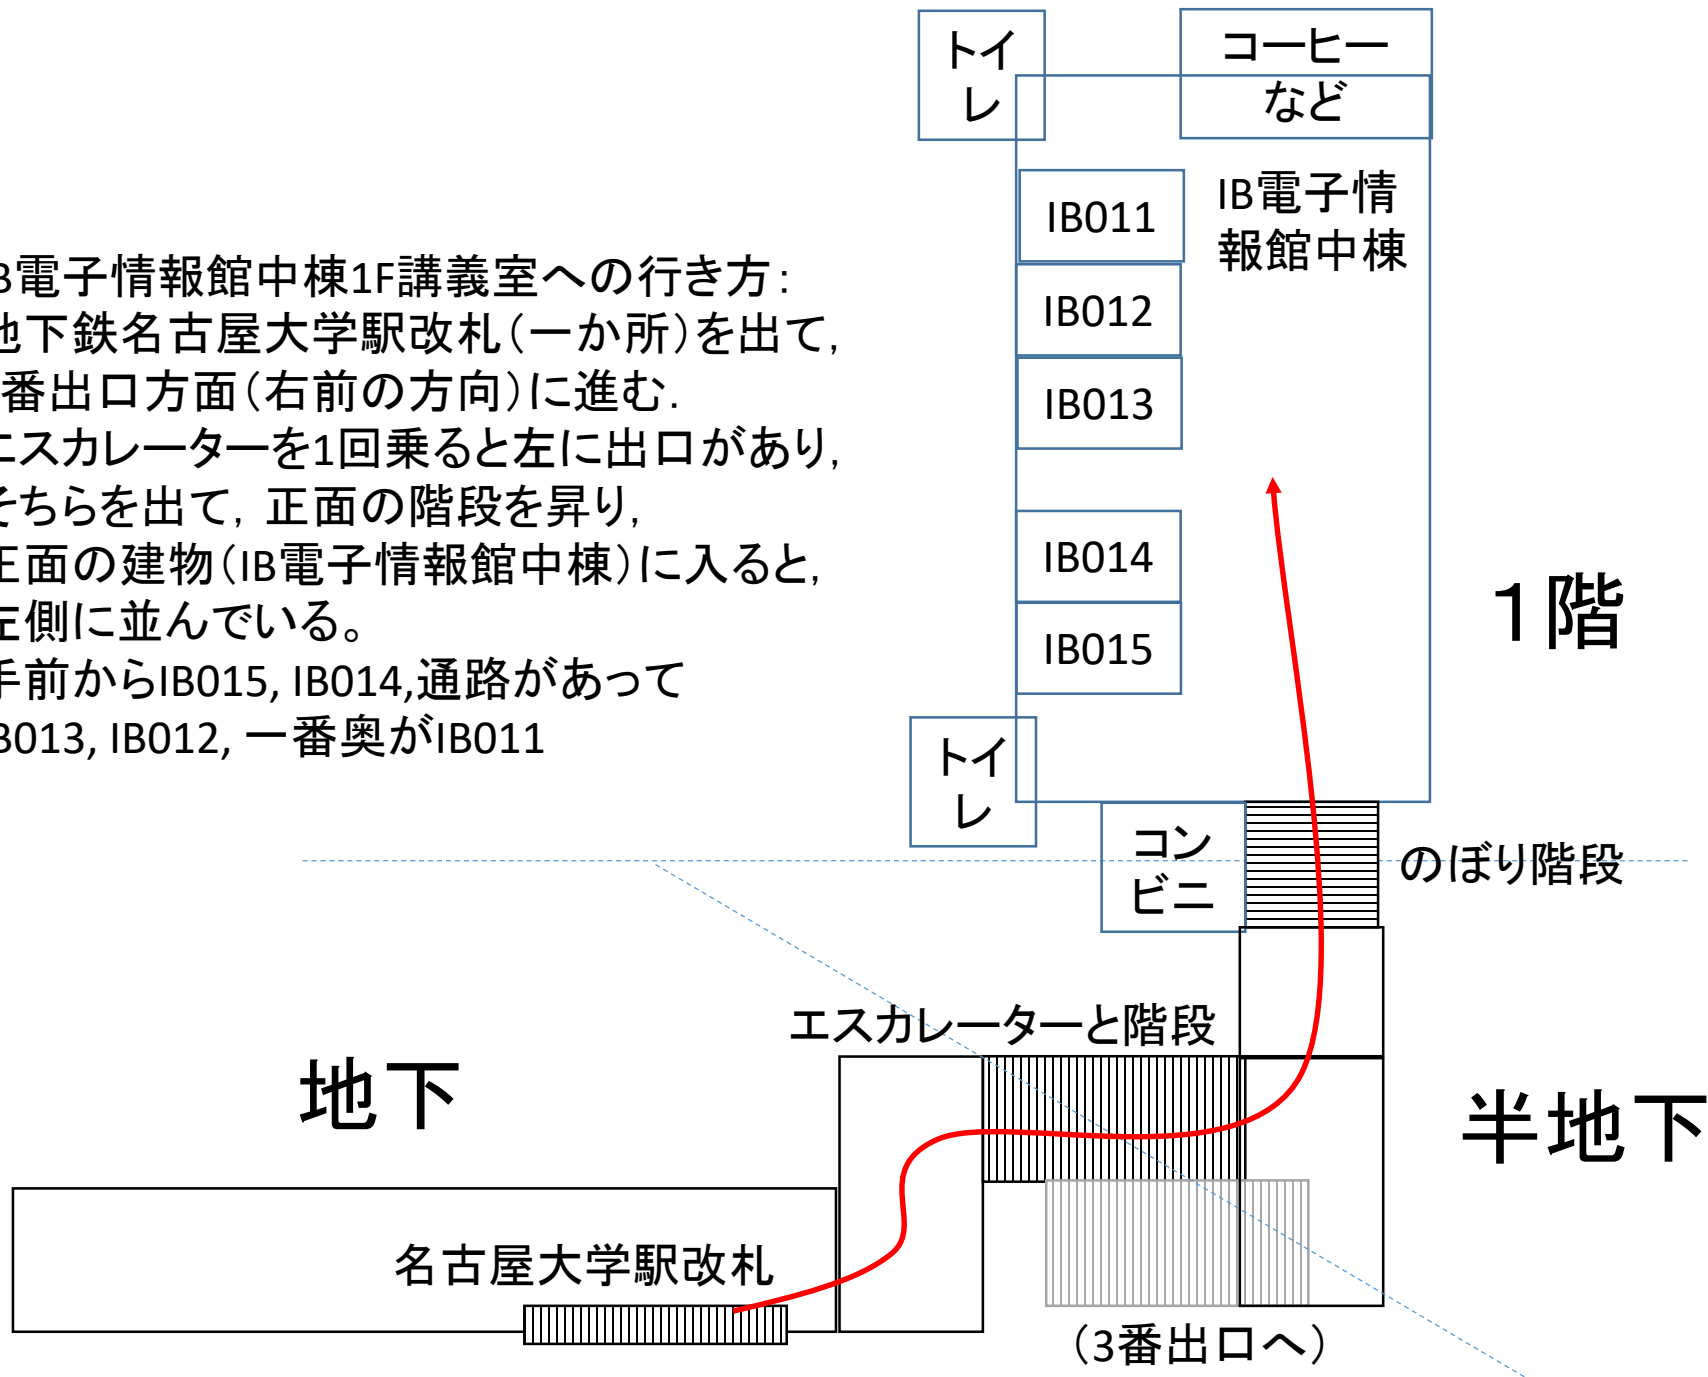 トイ
レ
コーヒー
など
IB011
IB電子情
報館中棟
IB012
IB013
IB014
IB015
B電子情報館中棟1F講義室への行き方：
地下鉄名古屋大学駅改札（一か所）を出て，
番出口方面（右前の方向）に進む．
エスカレーターを1回乗ると左に出口があり，
そちらを出て，正面の階段を昇り，
正面の建物（IB電子情報館中棟）に入ると，
左側に並んでいる。
手前からIB015, IB014,通路があって
B013, IB012, 一番奥がIB011
1階
トイ
レ
コン
ビニ
のぼり階段
エスカレーターと階段
地下
半地下
名古屋大学駅改札
（3番出口へ）